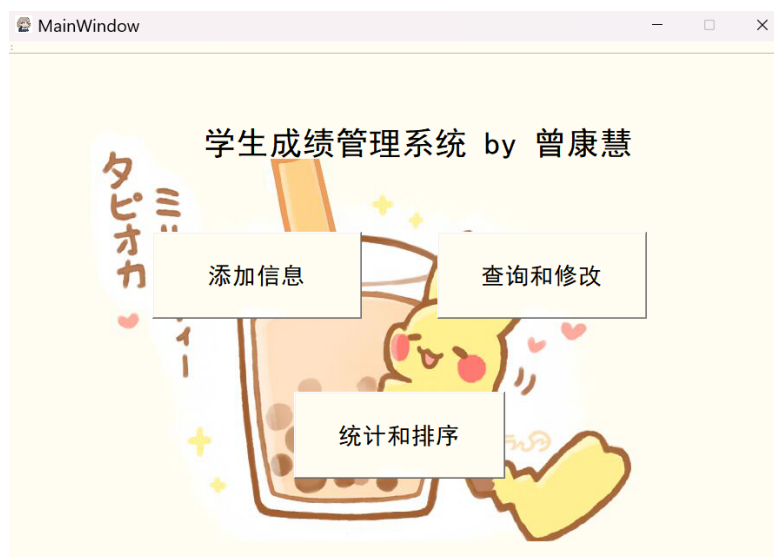 MainWindow
学生成绩管理系统 by 曾康慧
タピオカ
添加信息
查询和修改
统计和排序